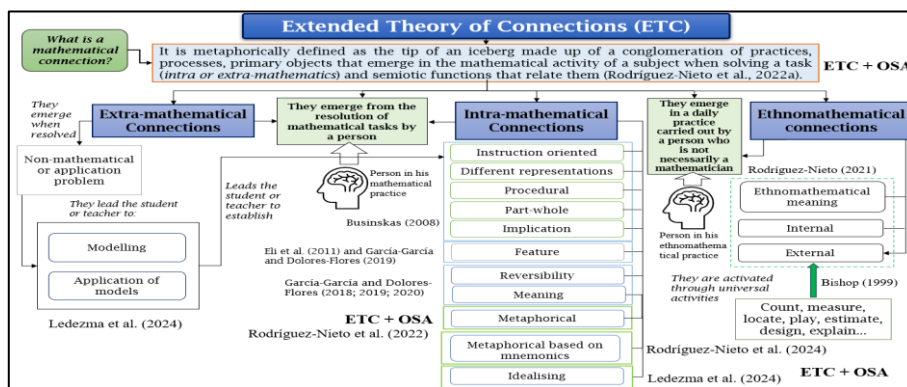 Extended Theory of Connections (ETC)
What is a
mathematical
connection?
It is metaphorically defined as the tip of an iceberg made up of a conglomeration of practices,
processes, primary objects that emerge in the mathematical activity of a subject when solving a task
(intra or extra-mathematics) and semiotic functions that relate them (Rodríguez-Nieto et al., 2022a).
ETC + OSA
They
emerge
when
resolved
Extra-mathematical
Connections
They emerge from the
resolution of
mathematical tasks by
a person
Intra-mathematical
Connections
They emerge
in a daily
practice
carried out by
a person who
is not
necessarily a
mathematician
Ethnomathematical
connections
Non-mathematical
or application
problem
They lead the student
or teacher to:
Modelling
Application of
models
Ledezma et al. (2024)
Leads the
student or
teacher to
establish
Person in his
mathematical
practice
Businskas (2008)
Eli et al. (2011) and García-García
and Dolores-Flores (2019)
García-García and Dolores-
Flores (2018; 2019; 2020)
ETC + OSA
Rodríguez-Nieto et al. (2022)
Instruction oriented
Different representations
Procedural
Part-whole
Implication
Feature
Reversibility
Meaning
Metaphorical
Metaphorical based on
mnemonics
Idealising
Person in his
ethnomathema
tical practice
Rodríguez-Nieto (2021)
Ethnomathematical
meaning
Internal
External
They are activated
through universal
activities
Bishop (1999)
Count, measure,
locate, play, estimate,
design, explain...
Rodríguez-Nieto et al. (2024)
Ledezma et al. (2024)
ETC + OSA